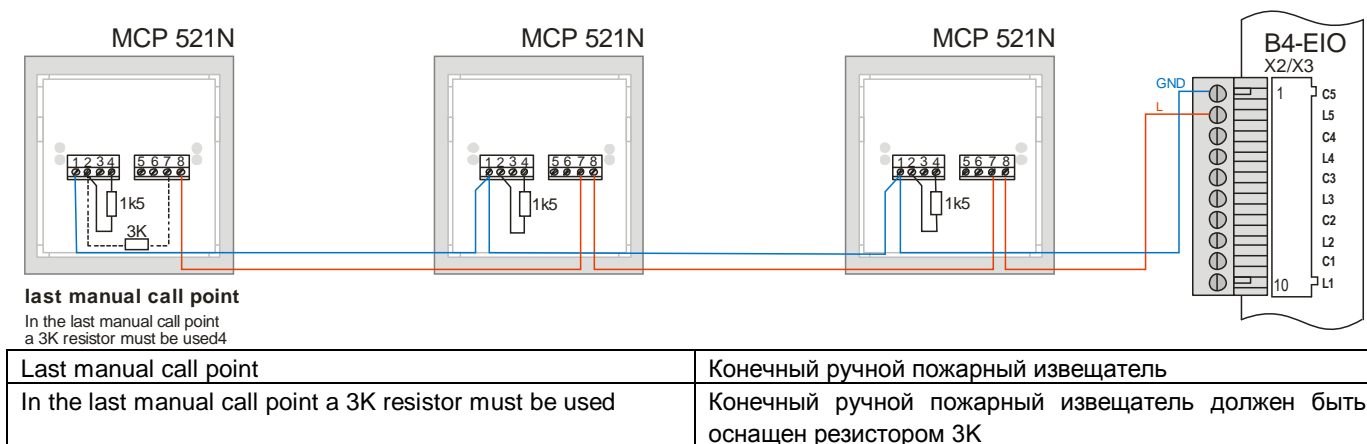 MCP 521N MCP 521N MCP 521N B4-EIO
X2/X3
GND 1 C5
L L5
C4
1 2 3 4 5 6 7 8 1 2 3 4 5 6 7 8 1 2 3 4 5 6 7 8 L4
C3
1k5 1k5 1k5 L3
3K C2
L2
C1
10 L1
last manual call point
In the last manual call point
a 3K resistor must be used4
Last manual call point Конечный ручной пожарный извещатель
In the last manual call point a 3K resistor must be used Конечный ручной пожарный извещатель должен быть
оснащен резистором 3K